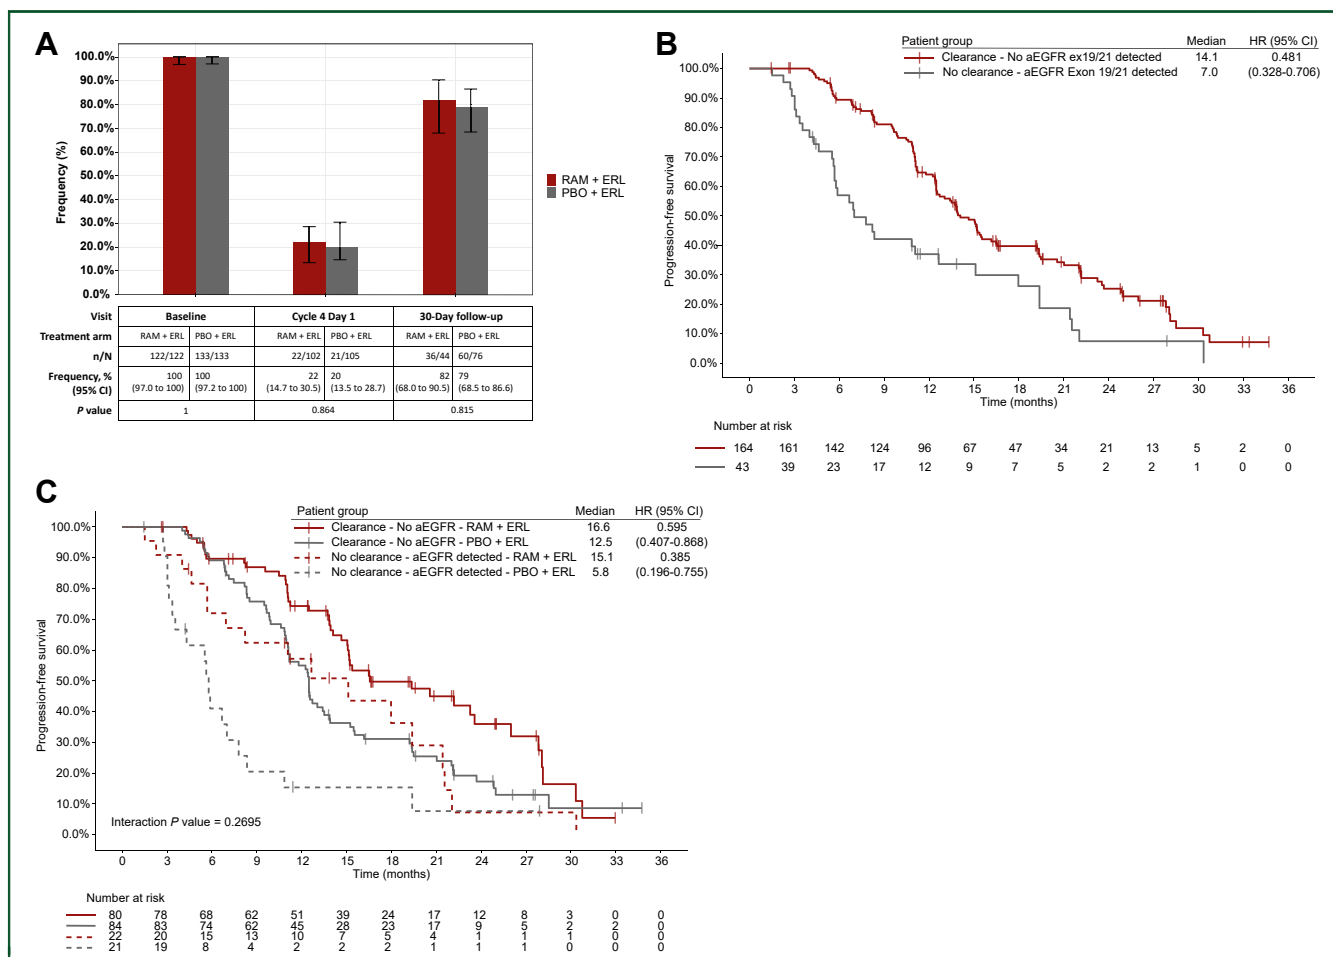 A
100.0%
90.0%
80.0%
70.0%
60.0%
50.0%
40.0%
30.0%
20.0%
10.0%
0.0%
Frequency (%)
RAM + ERL
PBO + ERL
Visit Baseline Cycle 4 Day 1 30-Day follow-up
Treatment arm RAM + ERL PBO + ERL RAM + ERL PBO + ERL RAM + ERL PBO + ERL
n/N 122/122 133/133 22/102 21/105 36/44 60/76
Frequency, % 100 100 22 20 82 79
(95% CI) (97.0 to 100) (97.2 to 100) (14.7 to 30.5) (13.5 to 28.7) (68.0 to 90.5) (68.5 to 86.6)
P value 1 0.864 0.815
B
Patient group Median HR (95% CI)
Clearance - No aEGFR ex19/21 detected 14.1 0.481
No clearance - aEGFR Exon 19/21 detected 7.0 (0.328-0.706)
100.0%
90.0%
80.0%
70.0%
60.0%
50.0%
40.0%
30.0%
20.0%
10.0%
0.0%
Progression-free survival
0 3 6 9 12 15 18 21 24 27 30 33 36
Time (months)
Number at risk
164 161 142 124 96 67 47 34 21 13 5 2 0
43 39 23 17 12 9 7 5 2 2 1 0 0
C
Patient group Median HR (95% CI)
Clearance - No aEGFR - RAM + ERL 16.6 0.595
Clearance - No aEGFR - PBO + ERL 12.5 (0.407-0.868)
No clearance - aEGFR detected - RAM + ERL 15.1 0.385
No clearance - aEGFR detected - PBO + ERL 5.8 (0.196-0.755)
100.0%
90.0%
80.0%
70.0%
60.0%
50.0%
40.0%
30.0%
20.0%
10.0%
0.0%
Progression-free survival
Interaction P value = 0.2695
0 3 6 9 12 15 18 21 24 27 30 33 36
Time (months)
Number at risk
80 78 68 62 51 39 24 17 12 8 3 0 0
84 83 74 62 45 28 23 17 9 5 2 2 0
22 20 15 13 10 7 5 4 1 1 1 0 0
21 19 8 4 2 2 2 1 1 1 0 0 0